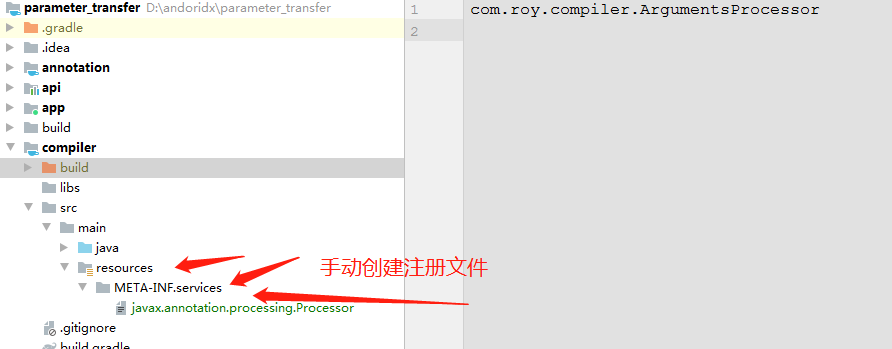 parameter_transfer D:\andoridx\parameter_transfer
.gradle
.idea
annotation
api
app
build
compiler
build
libs
src
main
java
resources
META-INF.services
javax.annotation.processing.Processor
.gitignore
build.gradle
1 com.roy.compiler.ArgumentsProcessor
2
手动创建注册文件